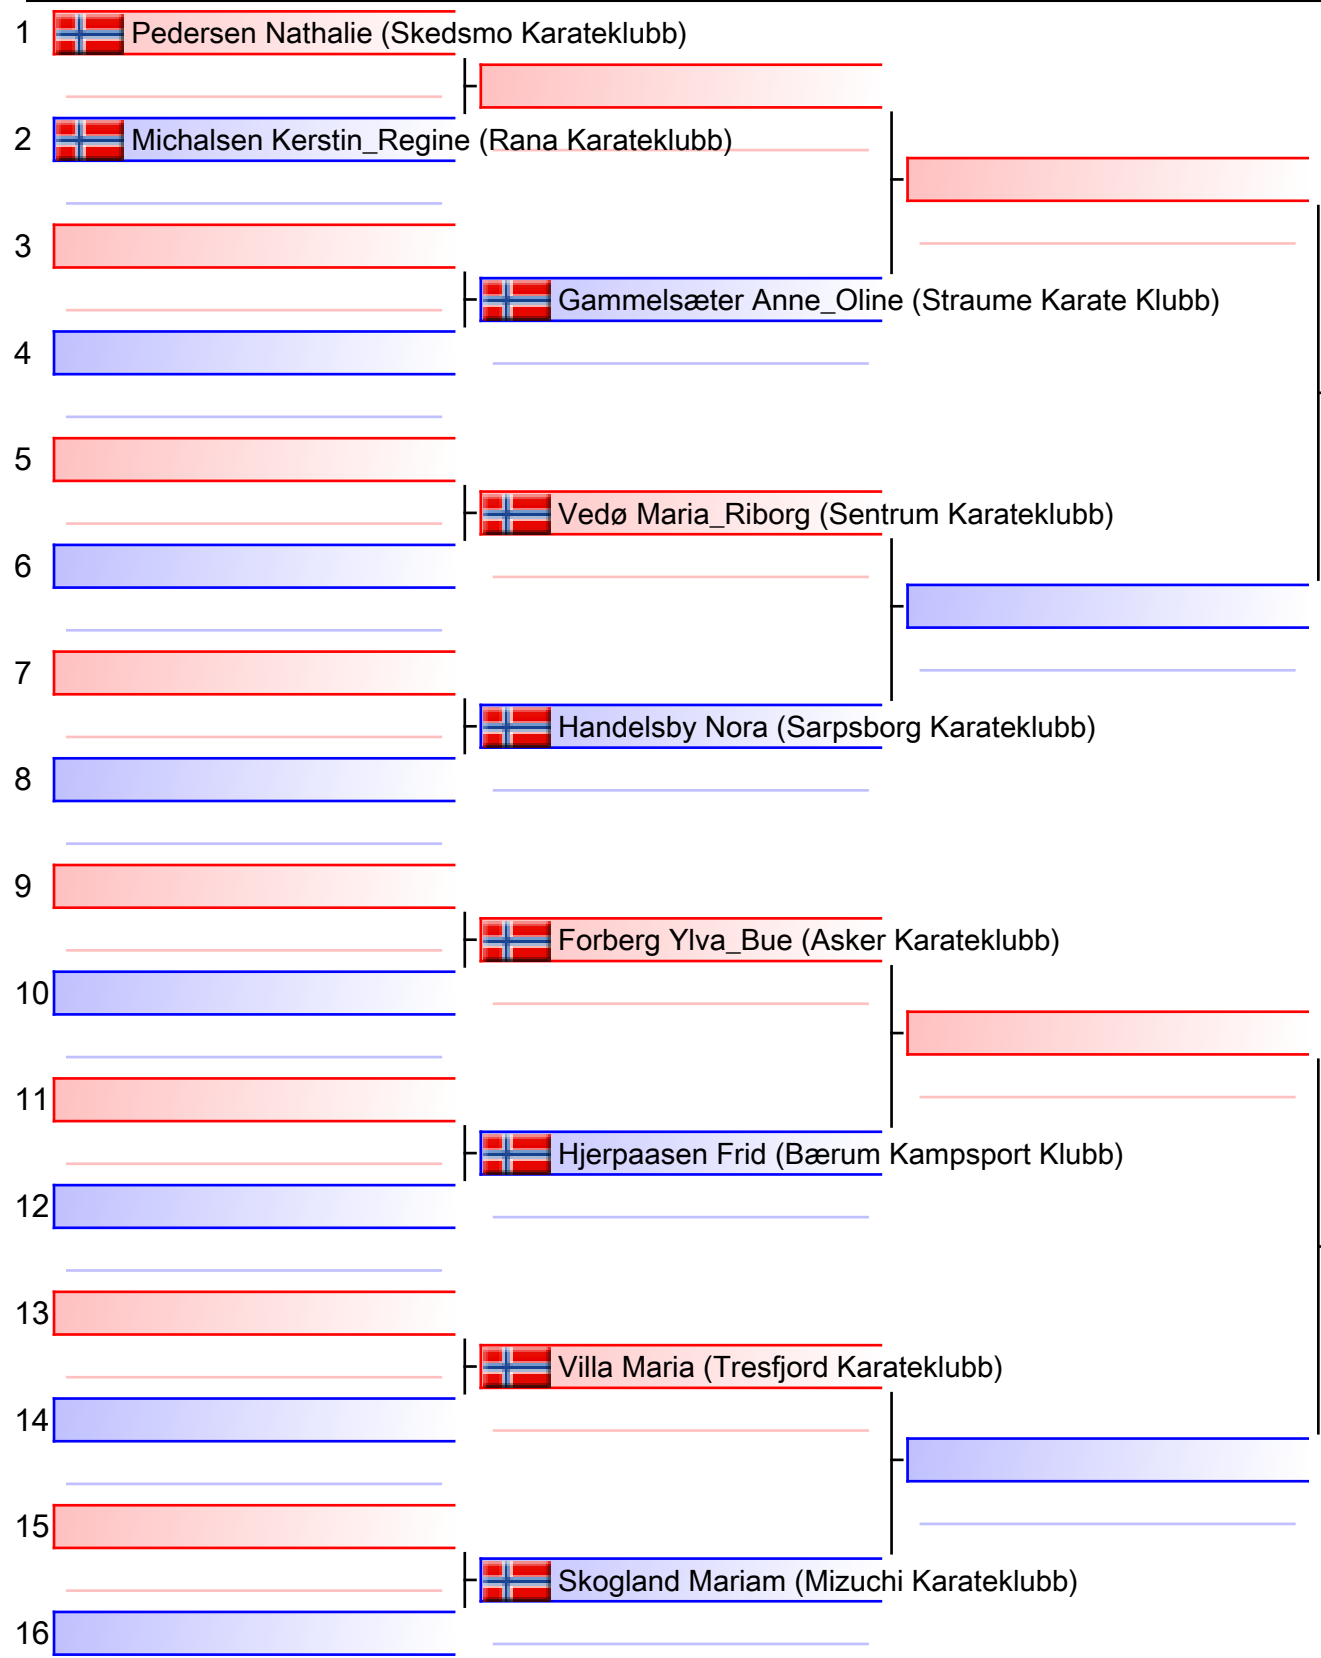 1 Pedersen Nathalie (Skedsmo Karateklubb)
2 Michalsen Kerstin_Regine (Rana Karateklubb)
3
Gammelsæter Anne_Oline (Straume Karate Klubb)
4
5
Vedø Maria_Riborg (Sentrum Karateklubb)
6
7
Handelsby Nora (Sarpsborg Karateklubb)
8
9
Forberg Ylva_Bue (Asker Karateklubb)
10
11
Hjerpaasen Frid (Bærum Kampsport Klubb)
12
13
Villa Maria (Tresfjord Karateklubb)
14
15
Skogland Mariam (Mizuchi Karateklubb)
16